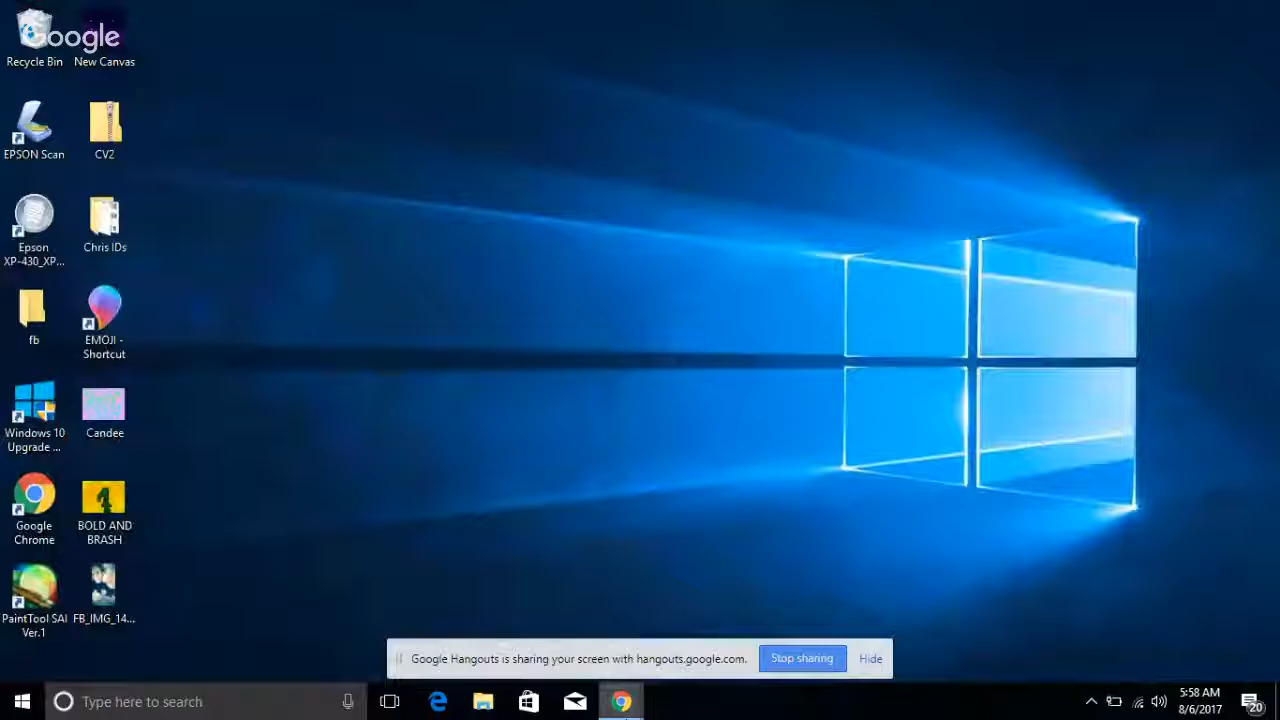 Google
Recycle Bin
New Canvas
EPSON Scan
CV2
Epson
XP-430_XP...
Chris IDs
fb
EMOJI -
Shortcut
Windows 10
Upgrade ...
Candee
Google
Chrome
BOLD AND
BRASH
PaintTool SAI
Ver.1
FB_IMG_14...
Google Hangouts is sharing your screen with hangouts.google.com.
Stop sharing
Hide
Type here to search
5:58 AM
8/6/2017
20